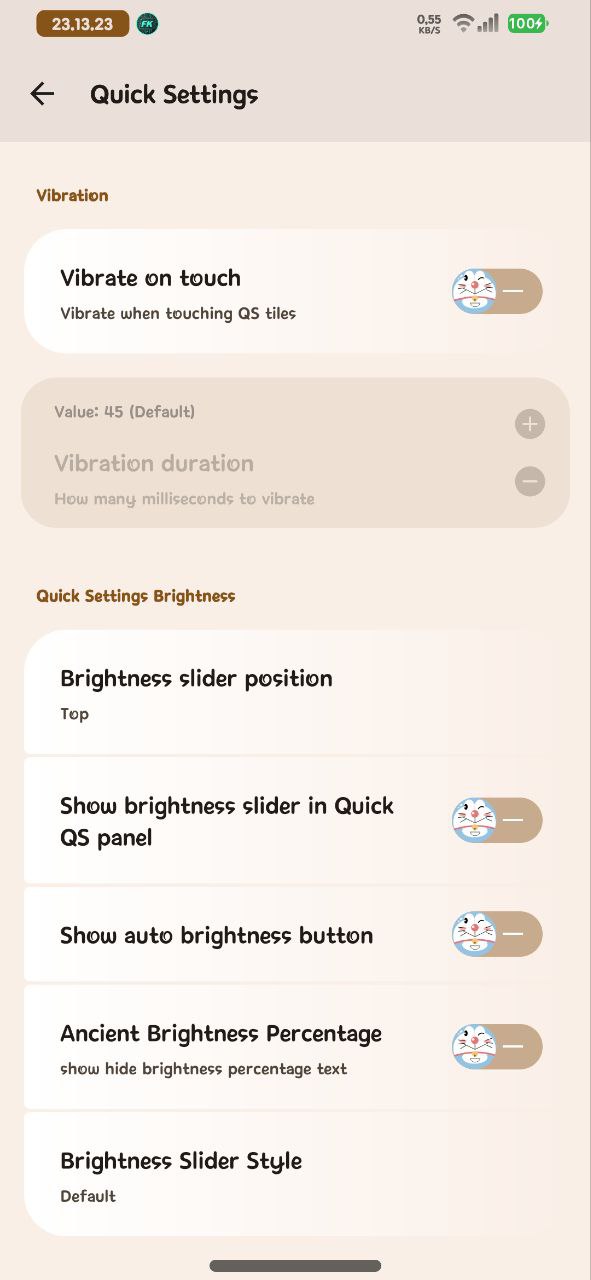 23.13.23
FK
0,55
KB/S
100
Quick Settings
Vibration
Vibrate on touch
Vibrate when touching QS tiles
Value: 45 (Default)
Vibration duration
How many milliseconds to vibrate
Quick Settings Brightness
Brightness slider position
Top
Show brightness slider in Quick
QS panel
Show auto brightness button
Ancient Brightness Percentage
show hide brightness percentage text
Brightness Slider Style
Default